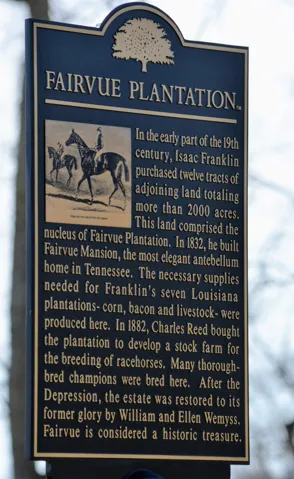 FAIRVUE PLANTATION™
In the early part of the 19th
century, Isaac Franklin
purchased twelve tracts of
adjoining land totaling
more than 2000 acres.
This land comprised the
nucleus of Fairvue Plantation. In 1832, he built
Fairvue Mansion, the most elegant antebellum
home in Tennessee. The necessary supplies
needed for Franklin's seven Louisiana
plantations- corn, bacon and livestock- were
produced here. In 1882, Charles Reed bought
the plantation to develop a stock farm for
the breeding of racehorses. Many thorough-
bred champions were bred here. After the
Depression, the estate was restored to its
former glory by William and Ellen Wemyss.
Fairvue is considered a historic treasure.